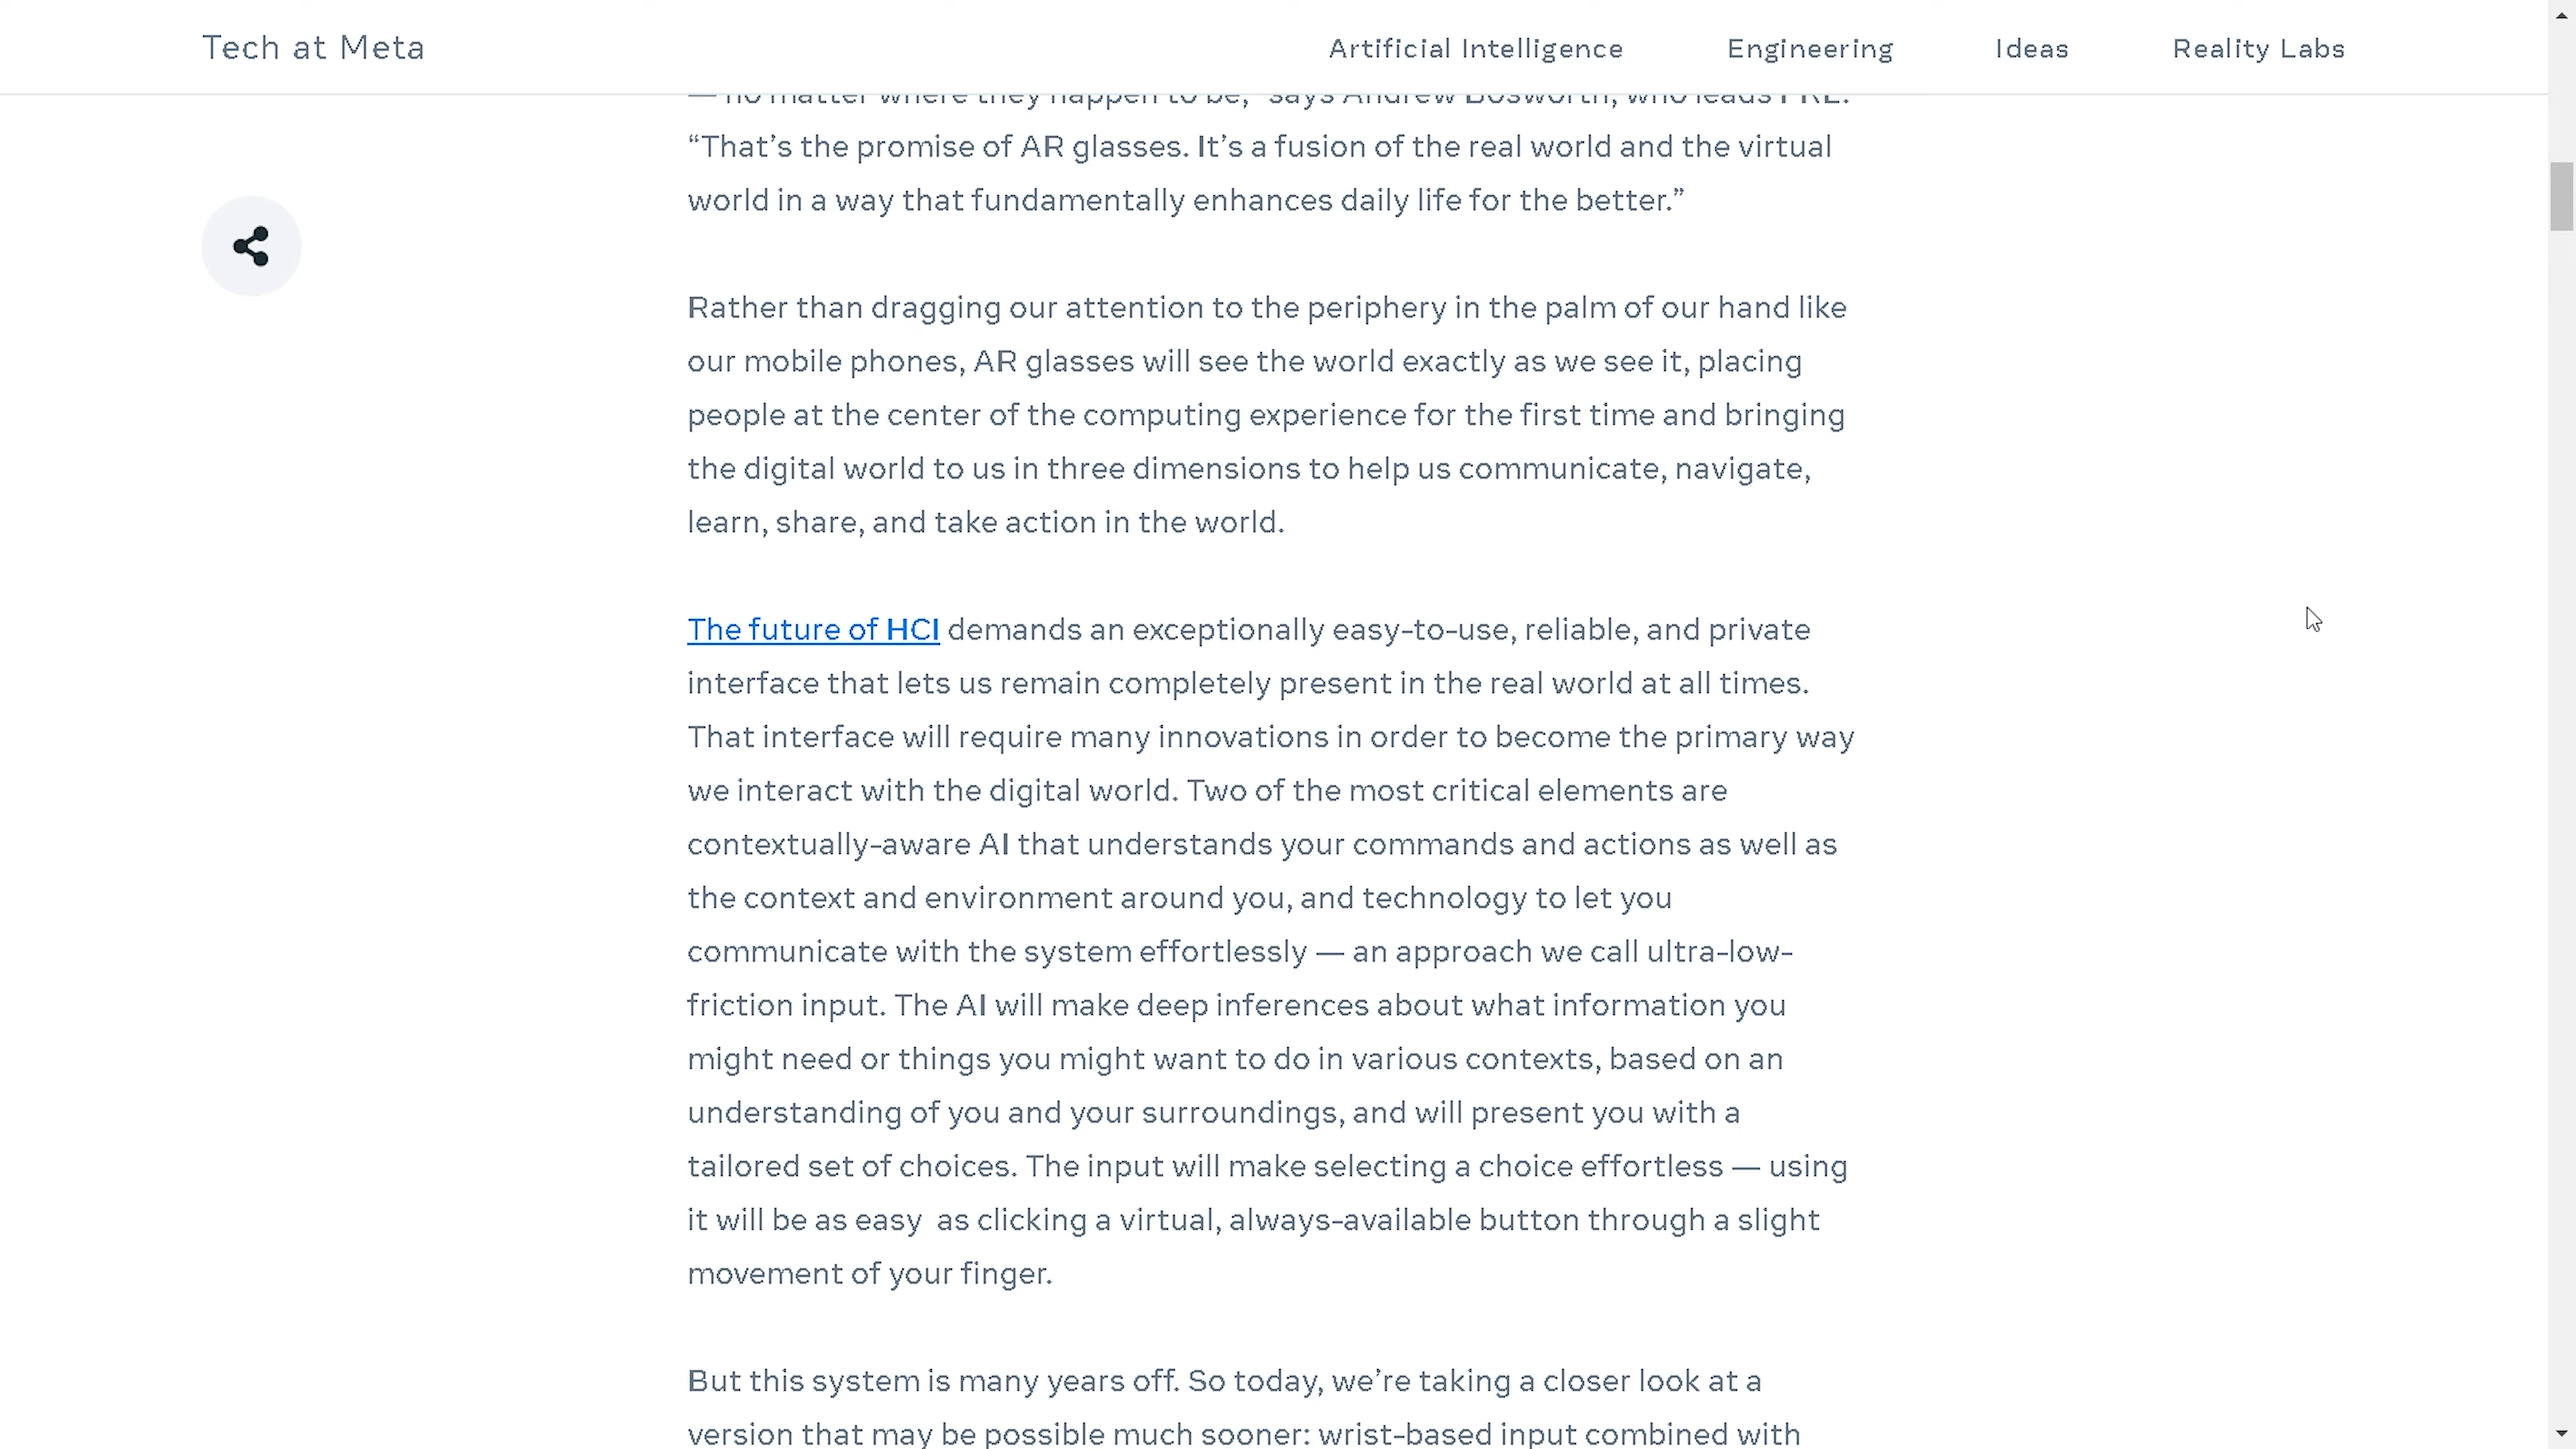 Tech at Meta
Artificial Intelligence
Engineering
Ideas
Reality Labs
— no matter where they happen to be,” says Andrew Bosworth, who leads FRL.
“That’s the promise of AR glasses. It’s a fusion of the real world and the virtual
world in a way that fundamentally enhances daily life for the better.”
Rather than dragging our attention to the periphery in the palm of our hand like
our mobile phones, AR glasses will see the world exactly as we see it, placing
people at the center of the computing experience for the first time and bringing
the digital world to us in three dimensions to help us communicate, navigate,
learn, share, and take action in the world.
The future of HCI demands an exceptionally easy-to-use, reliable, and private
interface that lets us remain completely present in the real world at all times.
That interface will require many innovations in order to become the primary way
we interact with the digital world. Two of the most critical elements are
contextually-aware AI that understands your commands and actions as well as
the context and environment around you, and technology to let you
communicate with the system effortlessly — an approach we call ultra-low-
friction input. The AI will make deep inferences about what information you
might need or things you might want to do in various contexts, based on an
understanding of you and your surroundings, and will present you with a
tailored set of choices. The input will make selecting a choice effortless — using
it will be as easy  as clicking a virtual, always-available button through a slight
movement of your finger.
But this system is many years off. So today, we’re taking a closer look at a
version that may be possible much sooner: wrist-based input combined with